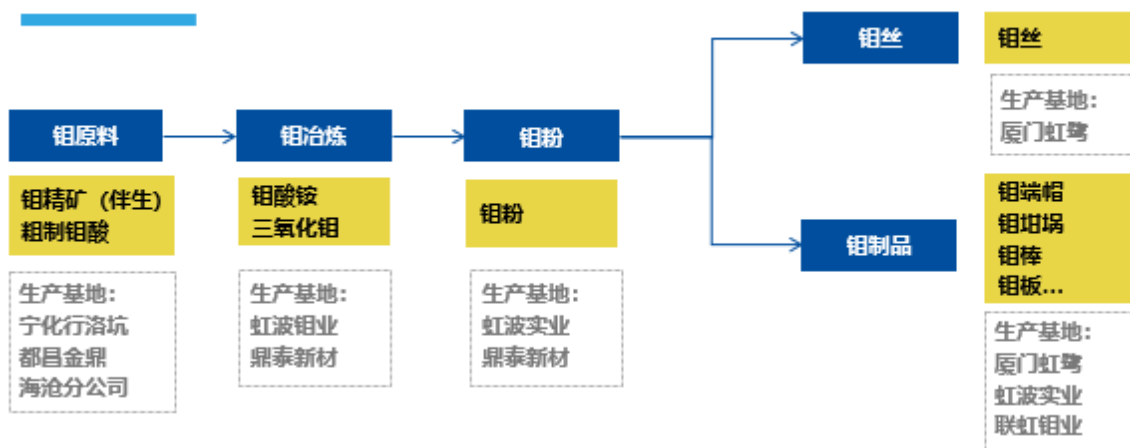 钼原料
钼精矿（伴生）
粗制钼酸
生产基地：
宁化行洛坑
都昌金鼎
海沧分公司
钼冶炼
钼酸铵
三氧化钼
生产基地：
虹波钼业
鼎泰新材
钼粉
钼粉
生产基地：
虹波实业
鼎泰新材
钼丝
钼丝
生产基地：
厦门虹鹭
钼制品
钼端帽
钼坩埚
钼棒
钼板...
生产基地：
厦门虹鹭
虹波实业
联虹钼业